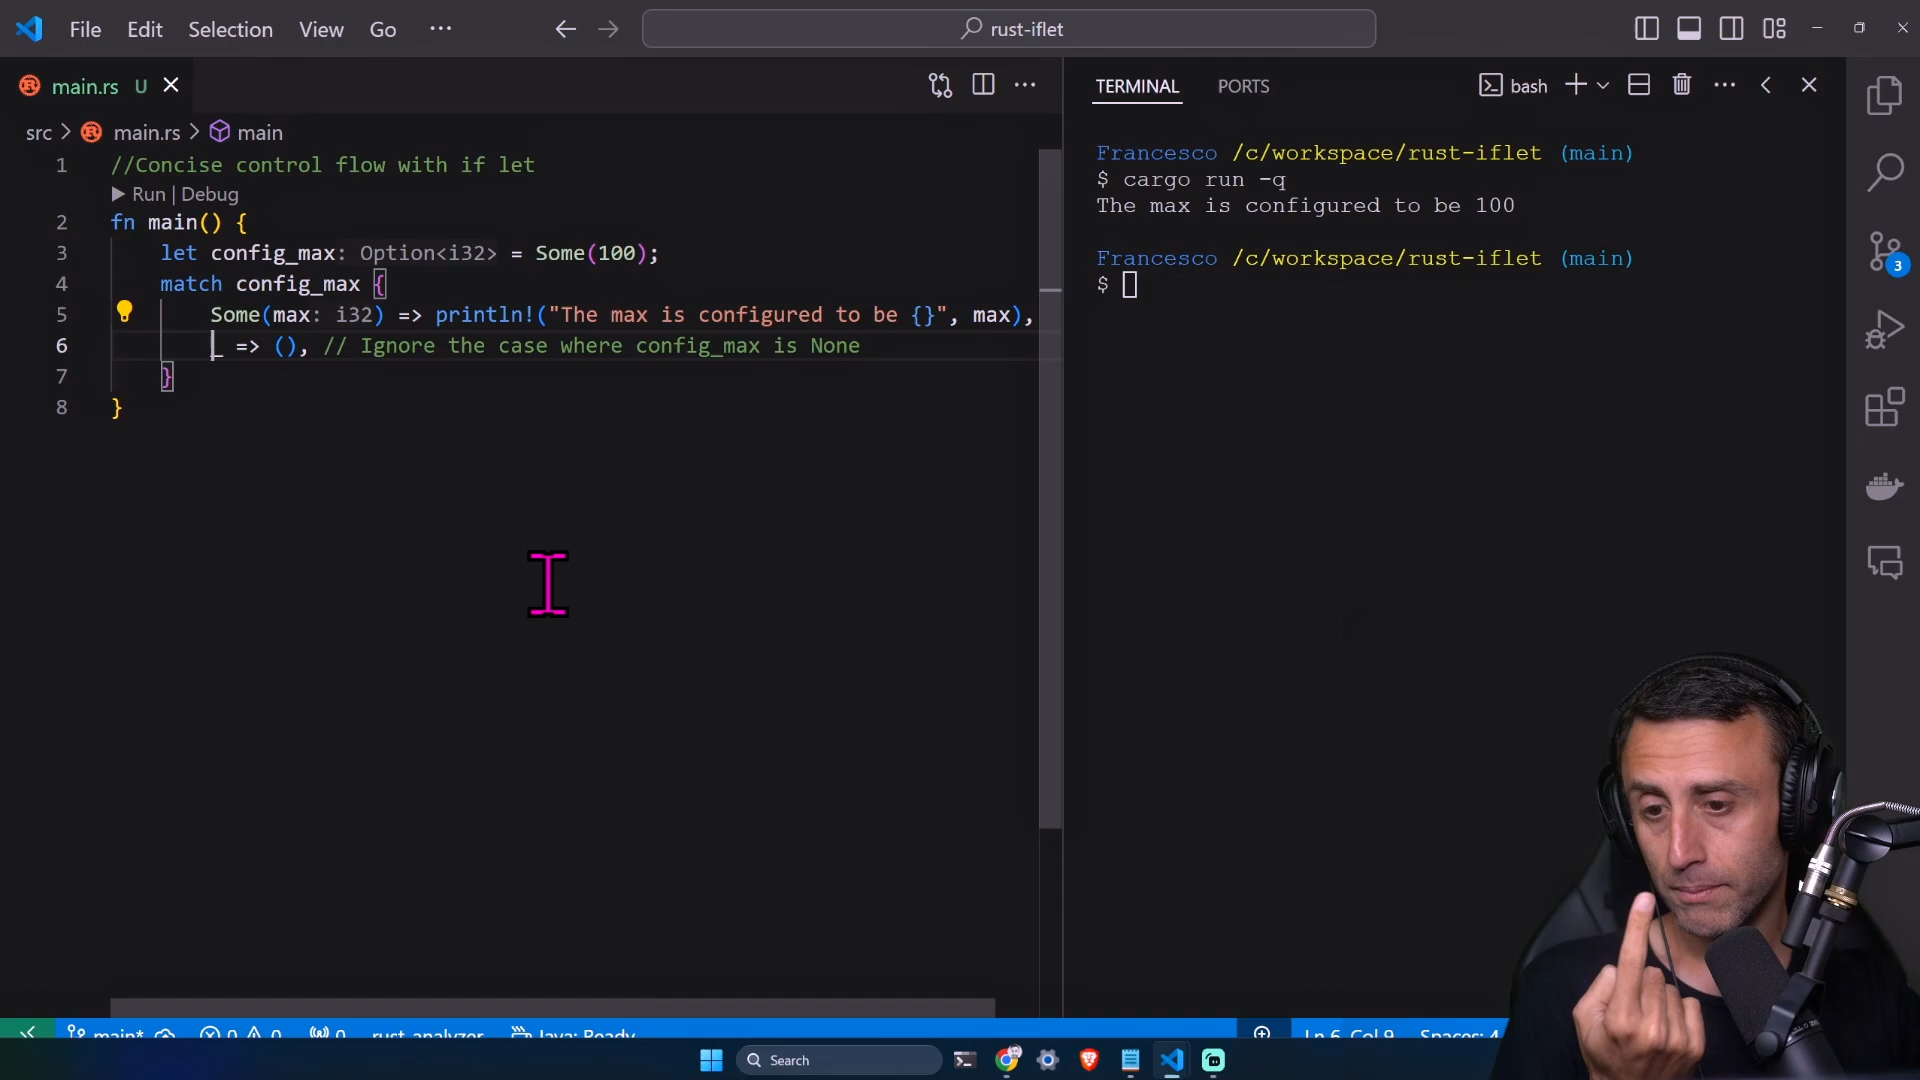 File Edit Selection View Go ··· rust-iflet
main.rs U
TERMINAL PORTS bash
src > main.rs > main
1 //Concise control flow with if let
Run | Debug
2 fn main() {
3 let config_max: Option<i32> = Some(100);
4 match config_max {
5 Some(max: i32) => println!("The max is configured to be {}", max),
6 _ => (), // Ignore the case where config_max is None
7 }
8 }
Francesco /c/workspace/rust-iflet (main)
$ cargo run -q
The max is configured to be 100
Francesco /c/workspace/rust-iflet (main)
$
3
main* 0 0 0 rust-analyzer Java: Ready Ln 6, Col 9 Spaces: 4
Search